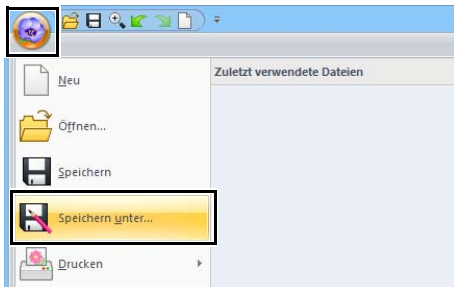 Zuletzt verwendete Dateien
Neu
Öffnen...
Speichern
Speichern unter...
Drucken